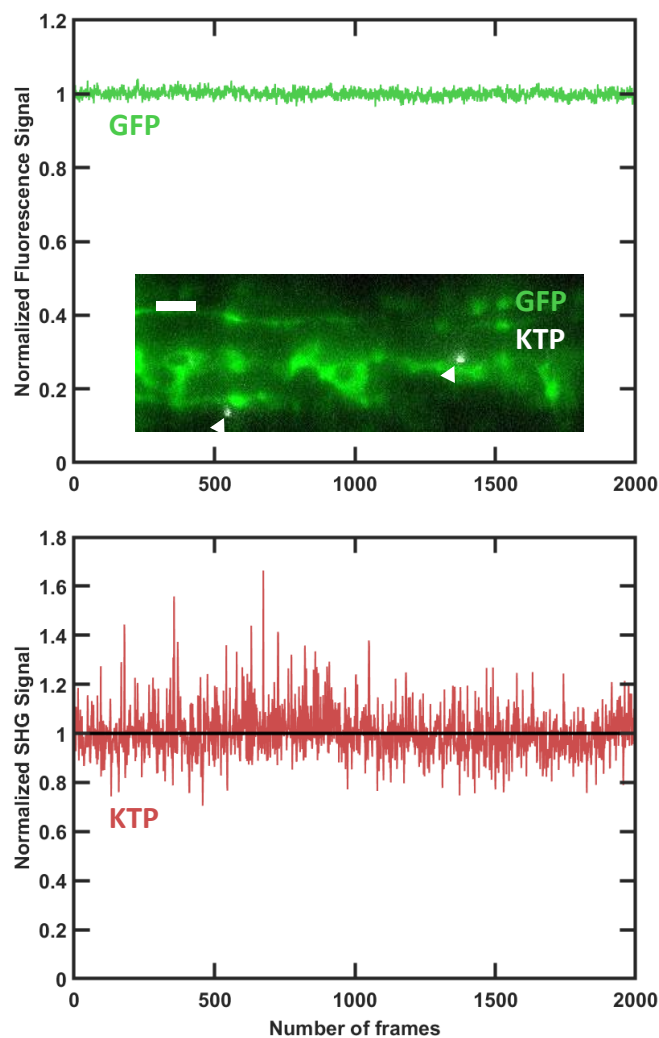 1.2
1
0.8
0.6
0.4
0.2
0
Normalized Fluorescence Signal
GFP
GFP
KTP
0 500 1000 1500 2000
1.8
1.6
1.4
1.2
1
0.8
0.6
0.4
0.2
0
Normalized SHG Signal
KTP
0 500 1000 1500 2000
Number of frames